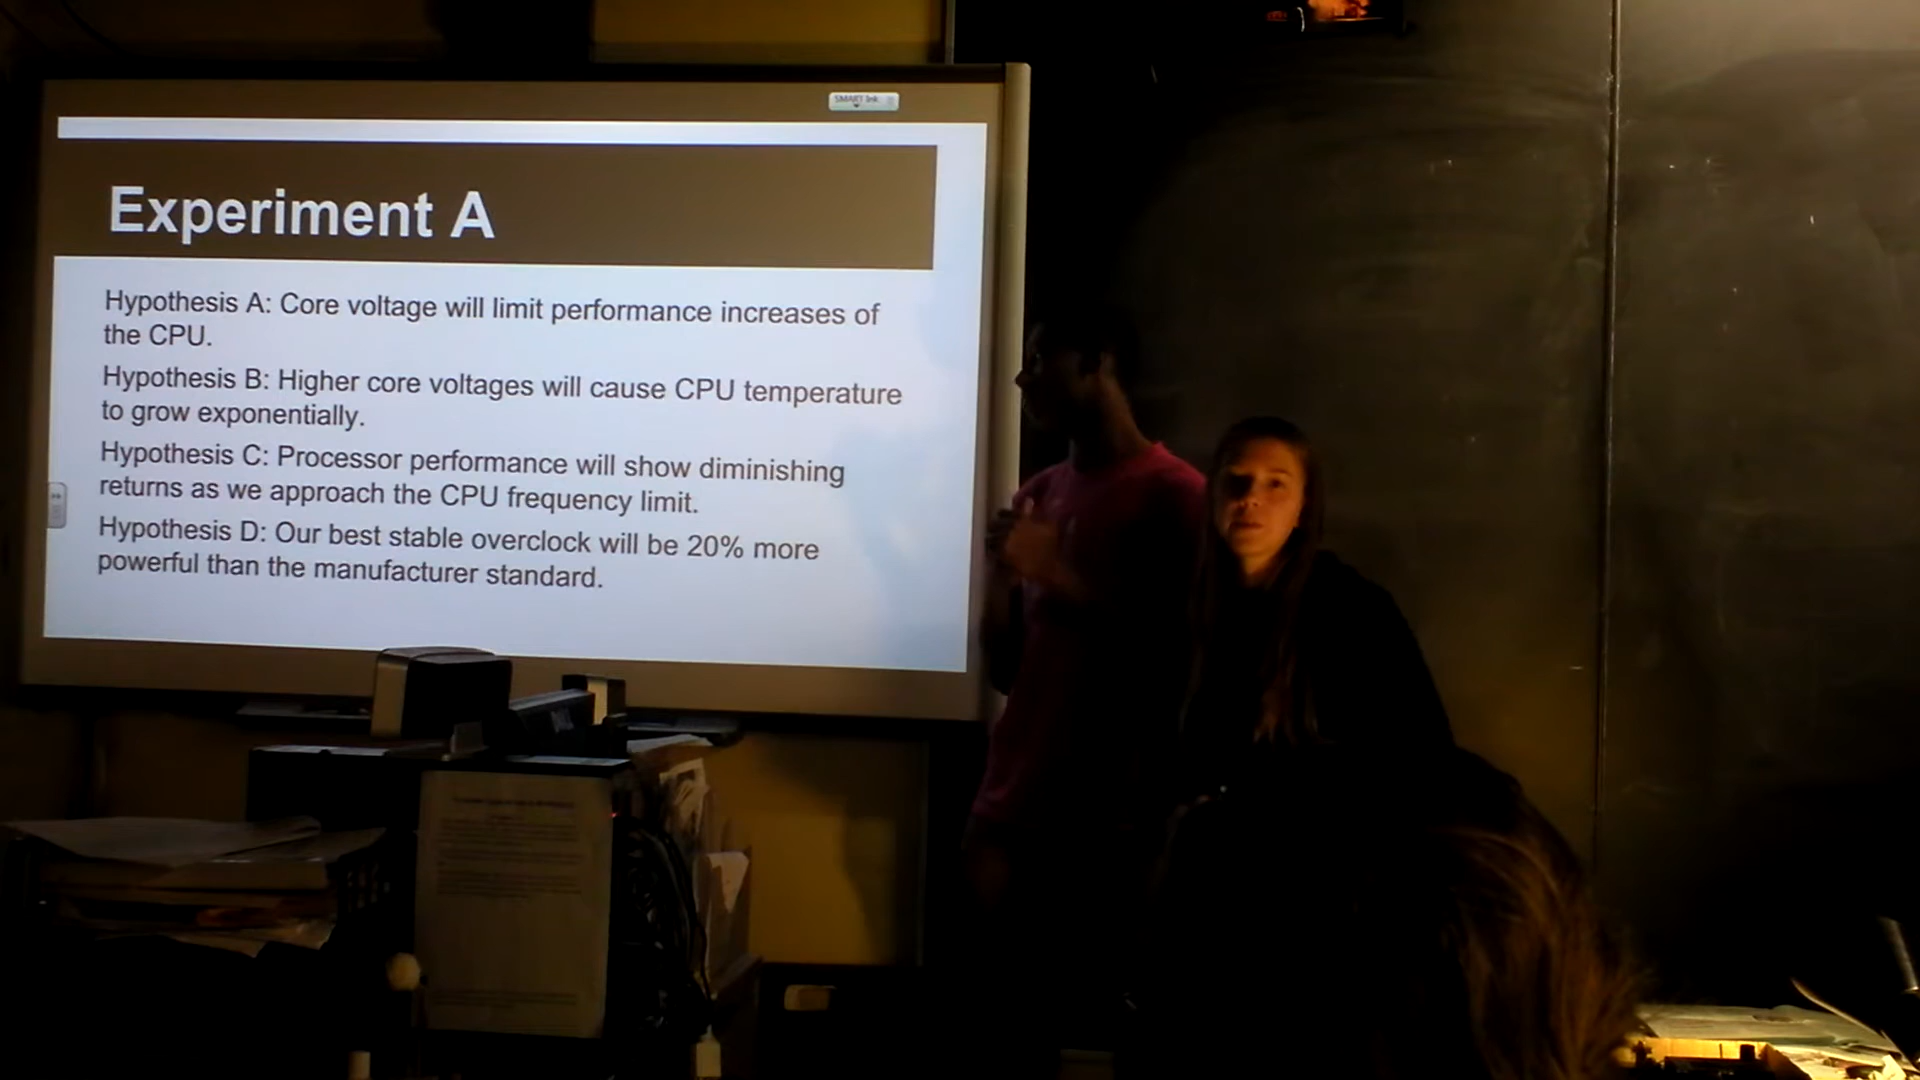 SMART Ink
Experiment A
Hypothesis A: Core voltage will limit performance increases of
the CPU.
Hypothesis B: Higher core voltages will cause CPU temperature
to grow exponentially.
Hypothesis C: Processor performance will show diminishing
returns as we approach the CPU frequency limit.
Hypothesis D: Our best stable overclock will be 20% more
powerful than the manufacturer standard.